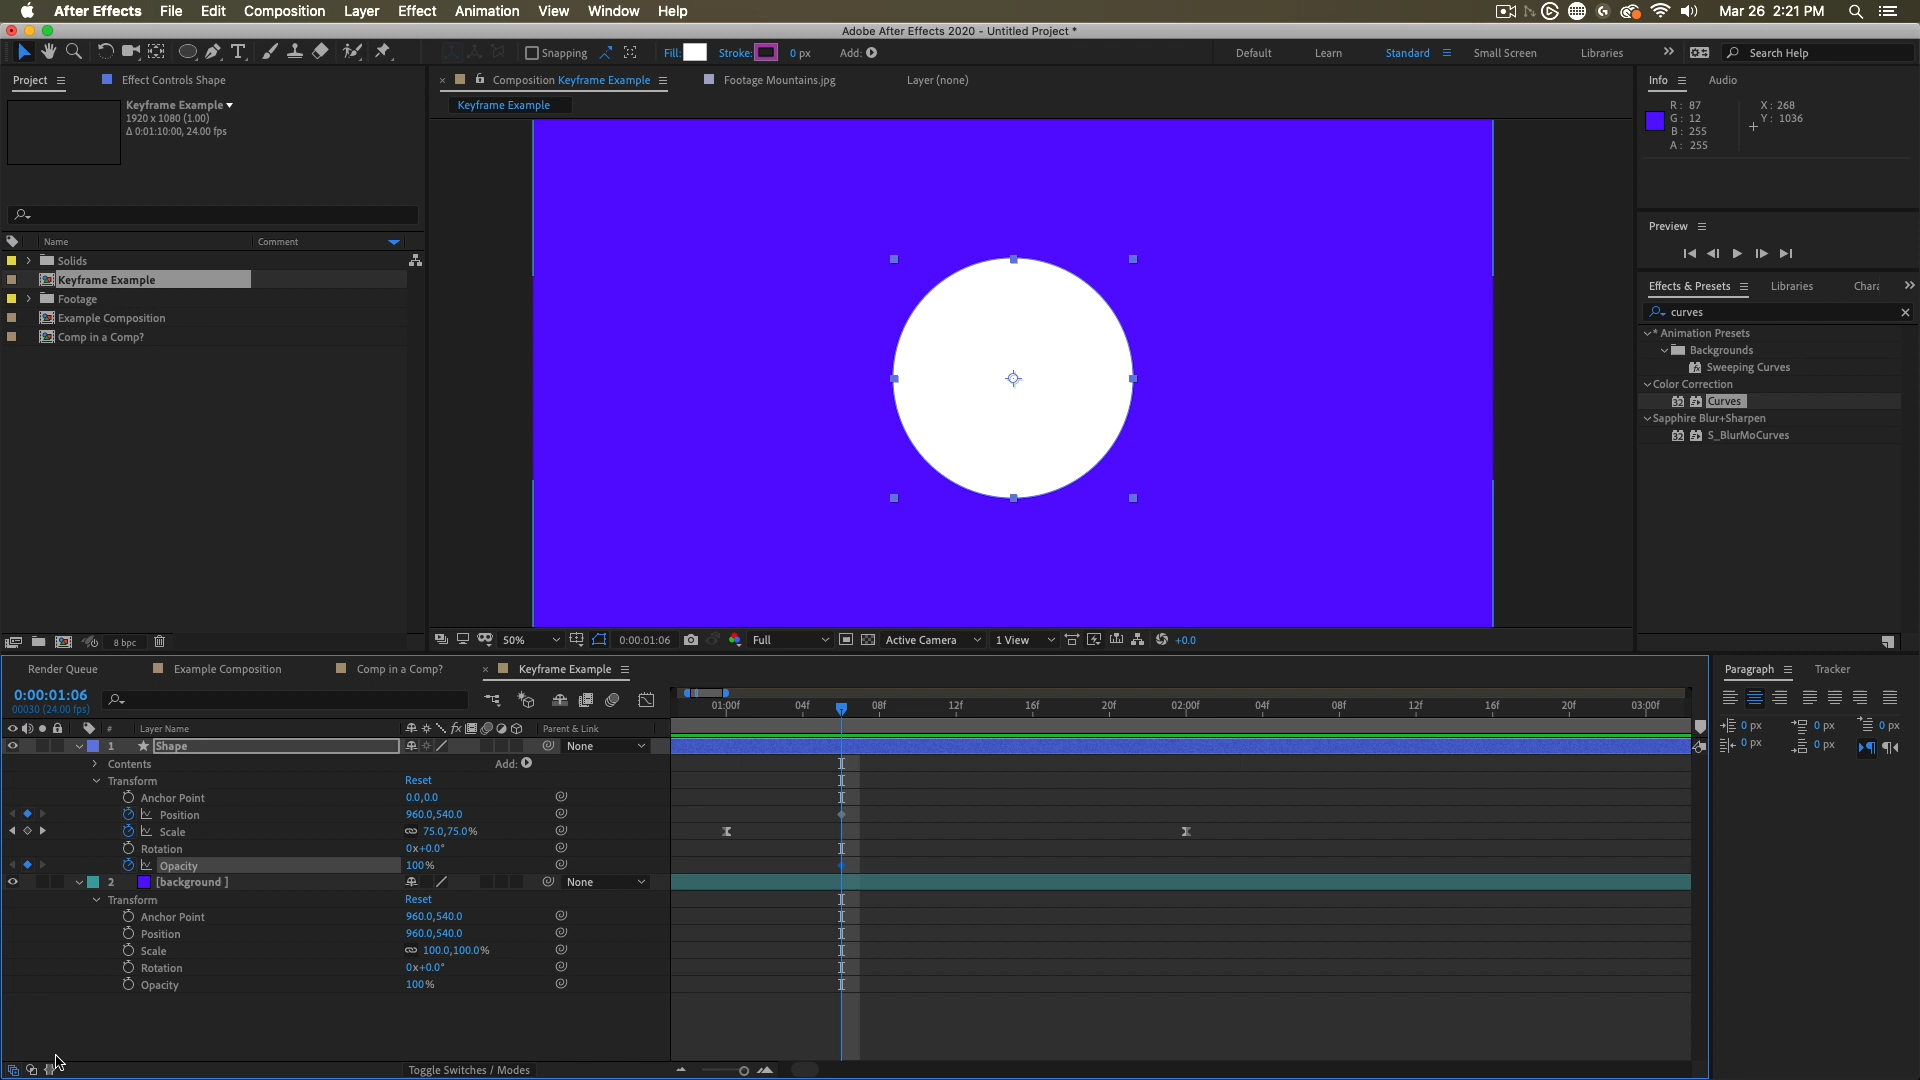 After Effects File Edit Composition Layer Effect Animation View Window Help Mar 26 2:21 PM
Adobe After Effects 2020 - Untitled Project *
Snapping Fill: Stroke: 0 px Add: Default Learn Standard Small Screen Libraries Search Help
Project Effect Controls Shape
Keyframe Example
1920 x 1080 (1.00)
Δ 0:01:10:00, 24.00 fps
Name Comment
Solids
Keyframe Example
Footage
Example Composition
Comp in a Comp?
8 bpc
Composition Keyframe Example Footage Mountains.jpg Layer (none)
Keyframe Example
50% 0:00:01:06 Full Active Camera 1 View +0.0
Info Audio
R: 87 X: 268
G: 12 Y: 1036
B: 255
A: 255
Preview
Effects & Presets Libraries Chara
curves
* Animation Presets
Backgrounds
Sweeping Curves
Color Correction
32 Curves
Sapphire Blur+Sharpen
32 S_BlurMoCurves
Render Queue Example Composition Comp in a Comp? Keyframe Example
0:00:01:06
00030 (24.00 fps)
01:00f 04f 08f 12f 16f 20f 02:00f 04f 08f 12f 16f 20f 03:00f
# Layer Name fx Parent & Link
1 Shape None
Contents Add:
Transform Reset
Anchor Point 0.0,0.0
Position 960.0,540.0
Scale 75.0,75.0%
Rotation 0x+0.0°
Opacity 100%
2 [background ] None
Transform Reset
Anchor Point 960.0,540.0
Position 960.0,540.0
Scale 100.0,100.0%
Rotation 0x+0.0°
Opacity 100%
Toggle Switches / Modes
Paragraph Tracker
0 px 0 px 0 px
0 px 0 px